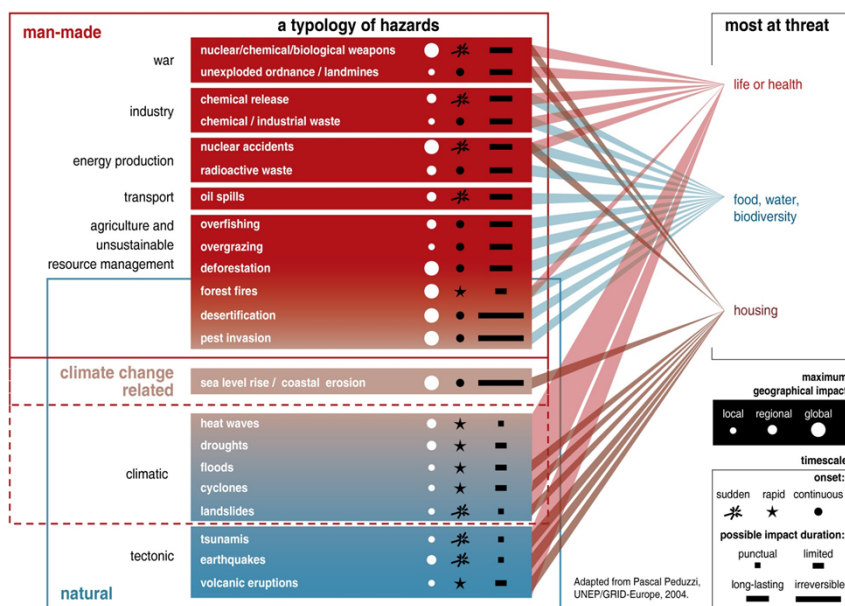 a typology of hazards
man-made
war
nuclear/chemical/biological weapons
unexploded ordnance / landmines
industry
chemical release
chemical / industrial waste
energy production
nuclear accidents
radioactive waste
transport
oil spills
agriculture and
unsustainable
resource management
overfishing
overgrazing
deforestation
forest fires
desertification
pest invasion
climate change
related
sea level rise / coastal erosion
climatic
heat waves
droughts
floods
cyclones
landslides
tectonic
tsunamis
earthquakes
volcanic eruptions
natural
most at threat
life or health
food, water,
biodiversity
housing
maximum
geographical impact
local regional global
timescale
onset:
sudden rapid continuous
possible impact duration:
punctual limited
long-lasting irreversible
Adapted from Pascal Peduzzi,
UNEP/GRID-Europe, 2004.